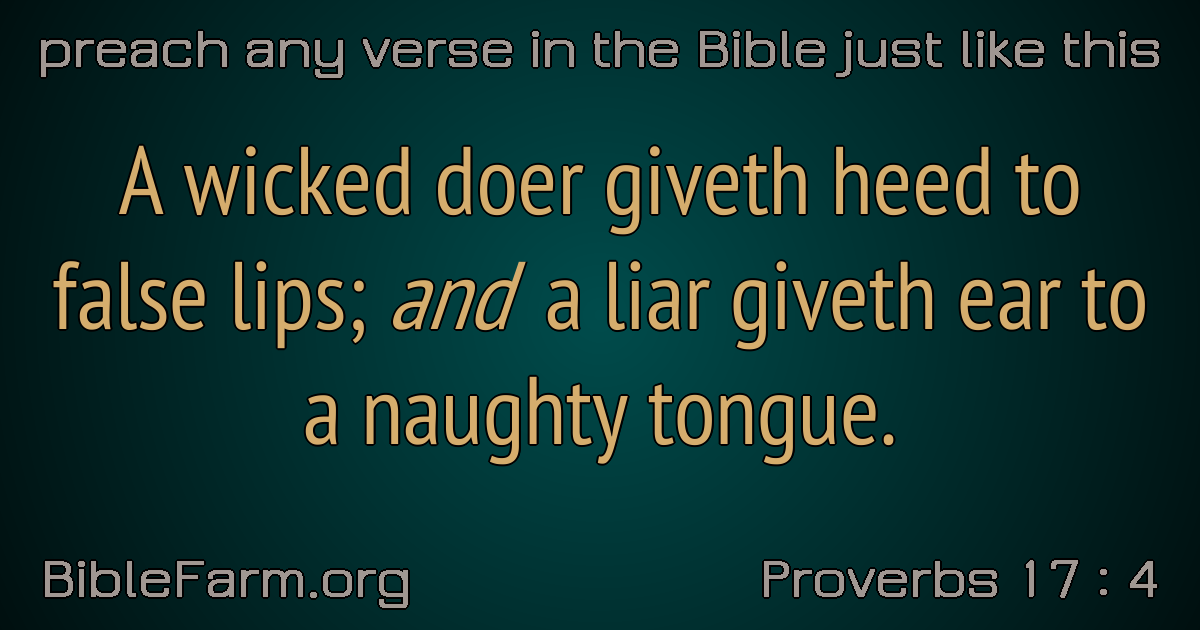 preach any verse in the Bible just like this
A wicked doer giveth heed to
false lips; and a liar giveth ear to
a naughty tongue.
BibleFarm.org
Proverbs 17 : 4